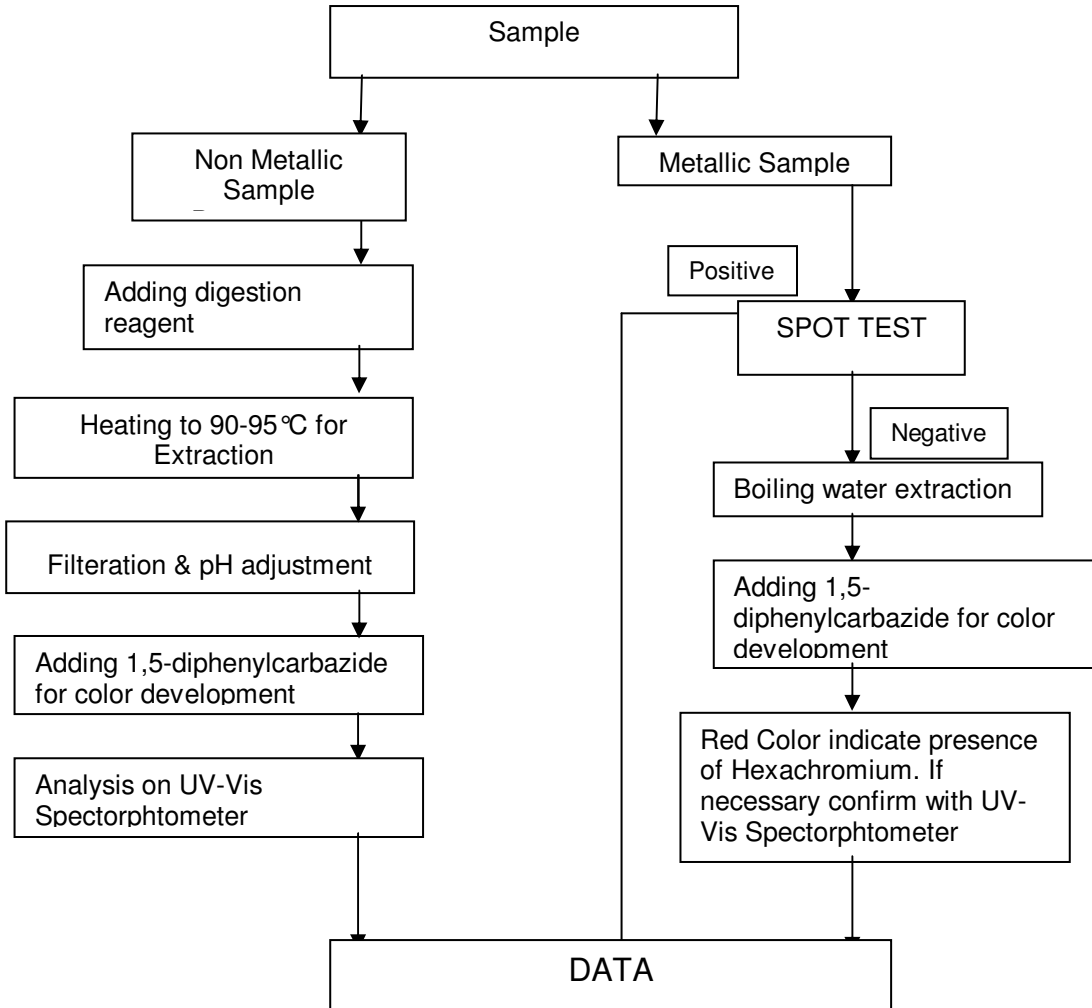 Sample
Non Metallic
Sample
Metallic Sample
Adding digestion
reagent
Positive
SPOT TEST
Heating to 90-95°C for
Extraction
Negative
Boiling water extraction
Filteration & pH adjustment
Adding 1,5-
diphenylcarbazide for color
development
Adding 1,5-diphenylcarbazide
for color development
Red Color indicate presence
of Hexachromium. If
necessary confirm with UV-
Vis Spectorphtometer
Analysis on UV-Vis
Spectorphtometer
DATA